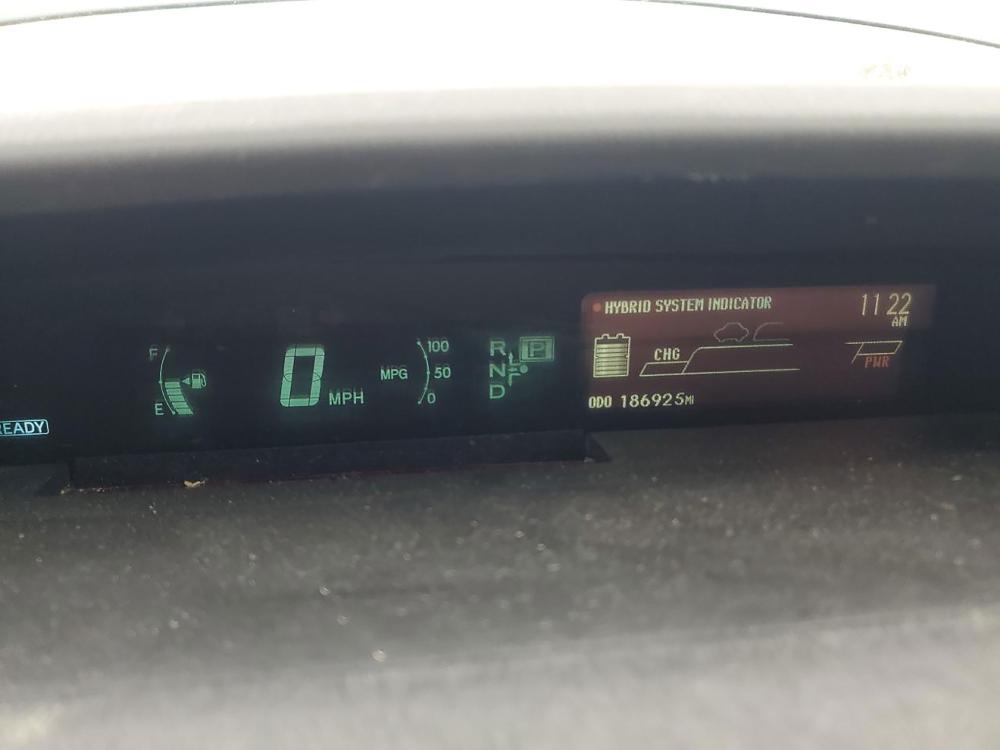 READY
F
E
0 MPH
MPG
100
50
0
R P
N
D
HYBRID SYSTEM INDICATOR
11 22
AM
CHG
PWR
ODO 186925MI